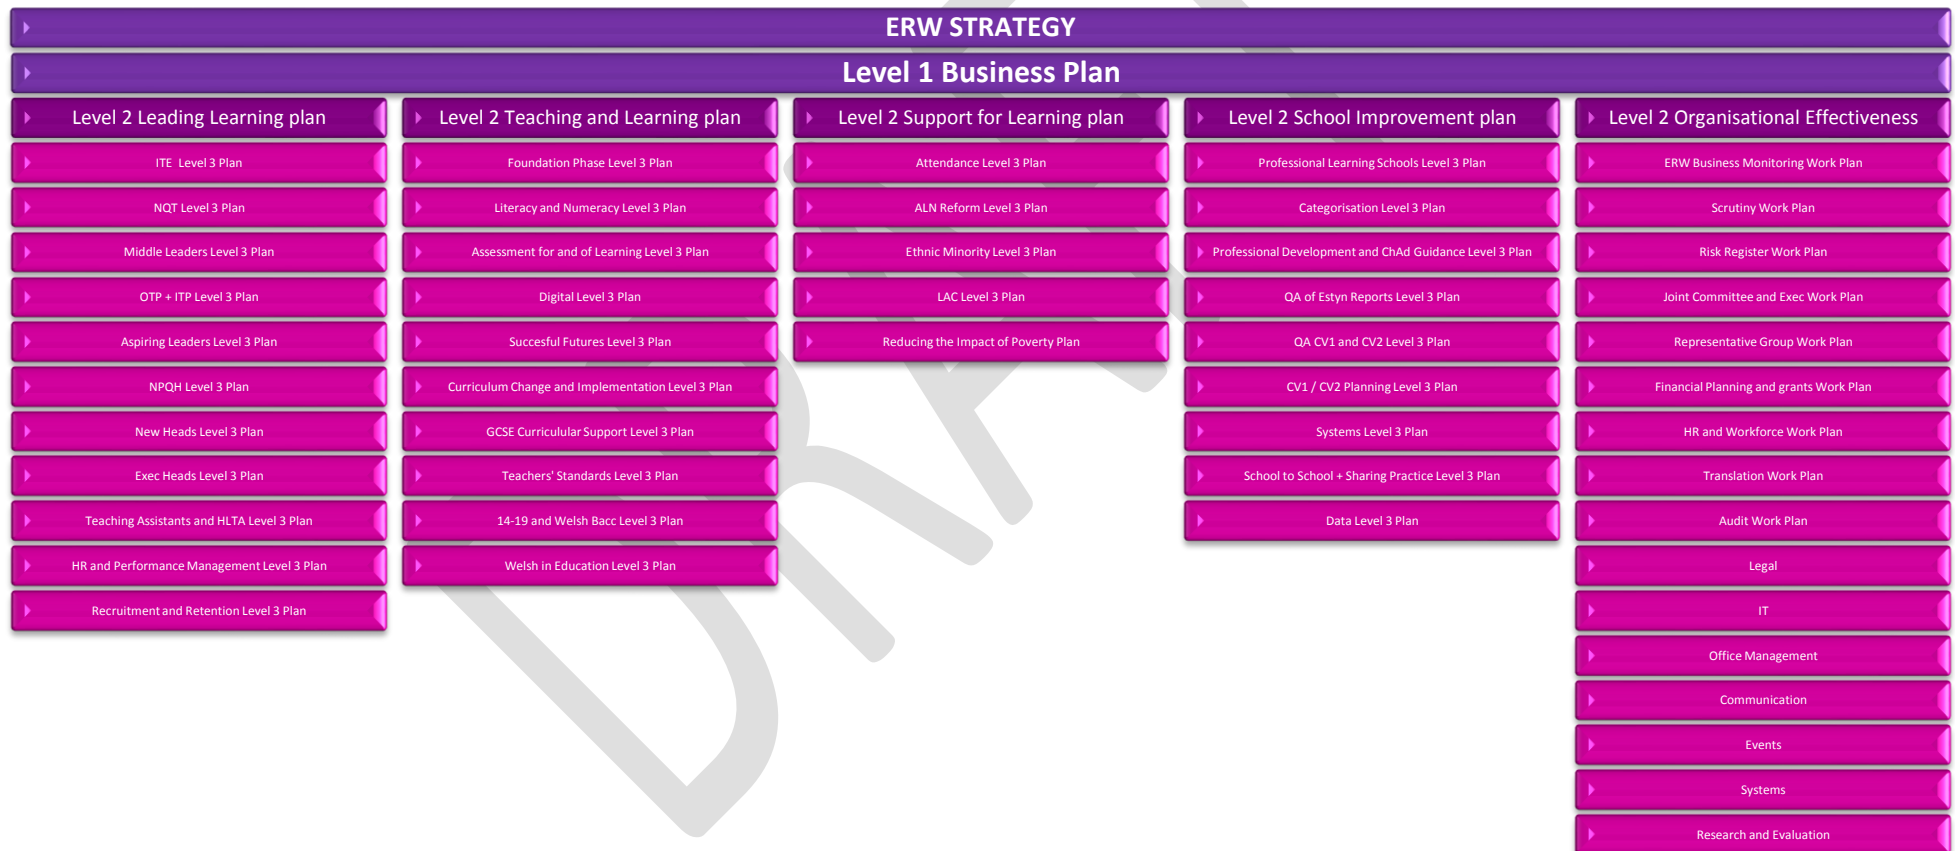 ERW STRATEGY
Level 1 Business Plan
Level 2 Leading Learning plan
ITE Level 3 Plan
NQT Level 3 Plan
Middle Leaders Level 3 Plan
OTP + ITP Level 3 Plan
Aspiring Leaders Level 3 Plan
NPQH Level 3 Plan
New Heads Level 3 Plan
Exec Heads Level 3 Plan
Teaching Assistants and HLTA Level 3 Plan
HR and Performance Management Level 3 Plan
Recruitment and Retention Level 3 Plan
Level 2 Teaching and Learning plan
Foundation Phase Level 3 Plan
Literacy and Numeracy Level 3 Plan
Assessment for and of Learning Level 3 Plan
Digital Level 3 Plan
Succesful Futures Level 3 Plan
Curriculum Change and Implementation Level 3 Plan
GCSE Curriculular Support Level 3 Plan
Teachers' Standards Level 3 Plan
14-19 and Welsh Bacc Level 3 Plan
Welsh in Education Level 3 Plan
Level 2 Support for Learning plan
Attendance Level 3 Plan
ALN Reform Level 3 Plan
Ethnic Minority Level 3 Plan
LAC Level 3 Plan
Reducing the Impact of Poverty Plan
Level 2 School Improvement plan
Professional Learning Schools Level 3 Plan
Categorisation Level 3 Plan
Professional Development and ChAd Guidance Level 3 Plan
QA of Estyn Reports Level 3 Plan
QA CV1 and CV2 Level 3 Plan
CV1 / CV2 Planning Level 3 Plan
Systems Level 3 Plan
School to School + Sharing Practice Level 3 Plan
Data Level 3 Plan
Level 2 Organisational Effectiveness
ERW Business Monitoring Work Plan
Scrutiny Work Plan
Risk Register Work Plan
Joint Committee and Exec Work Plan
Representative Group Work Plan
Financial Planning and grants Work Plan
HR and Workforce Work Plan
Translation Work Plan
Audit Work Plan
Legal
IT
Office Management
Communication
Events
Systems
Research and Evaluation